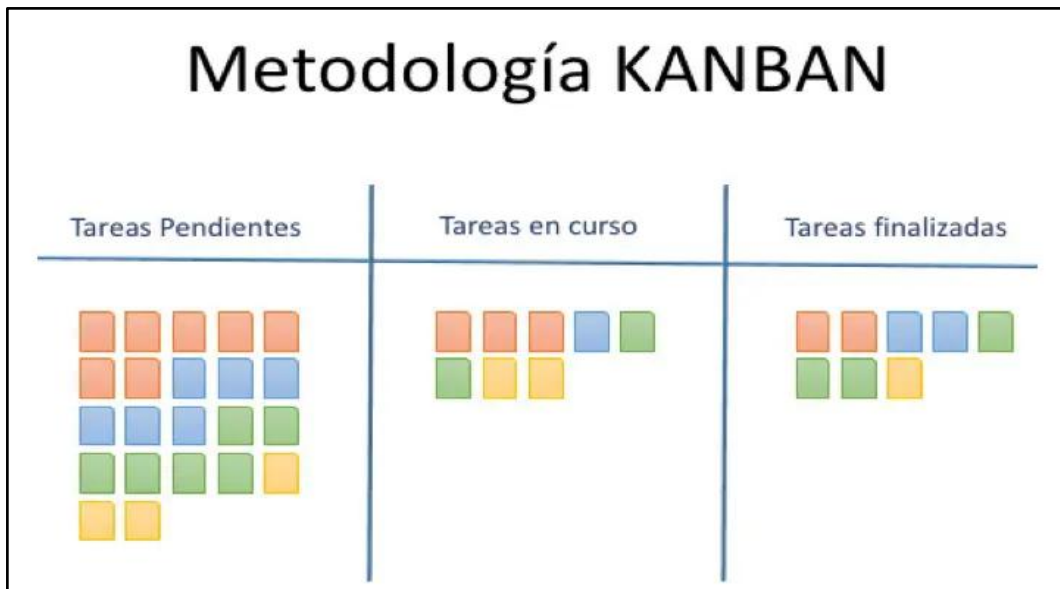 Metodología KANBAN
Tareas Pendientes
Tareas en curso
Tareas finalizadas